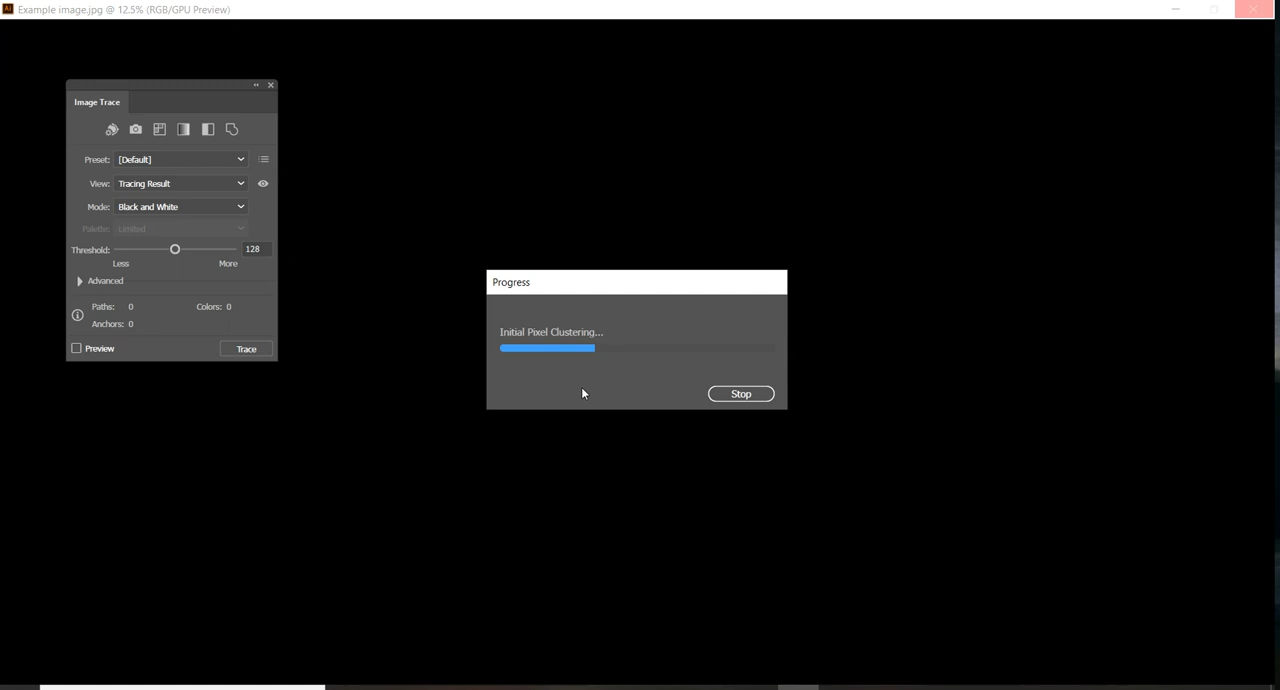 Ai Example image.jpg @ 12.5% (RGB/GPU Preview)
Image Trace
Preset: [Default]
View: Tracing Result
Mode: Black and White
Palette: Limited
Threshold: 128
Less More
Advanced
Paths: 0 Colors: 0
Anchors: 0
Preview Trace
Progress
Initial Pixel Clustering...
Stop